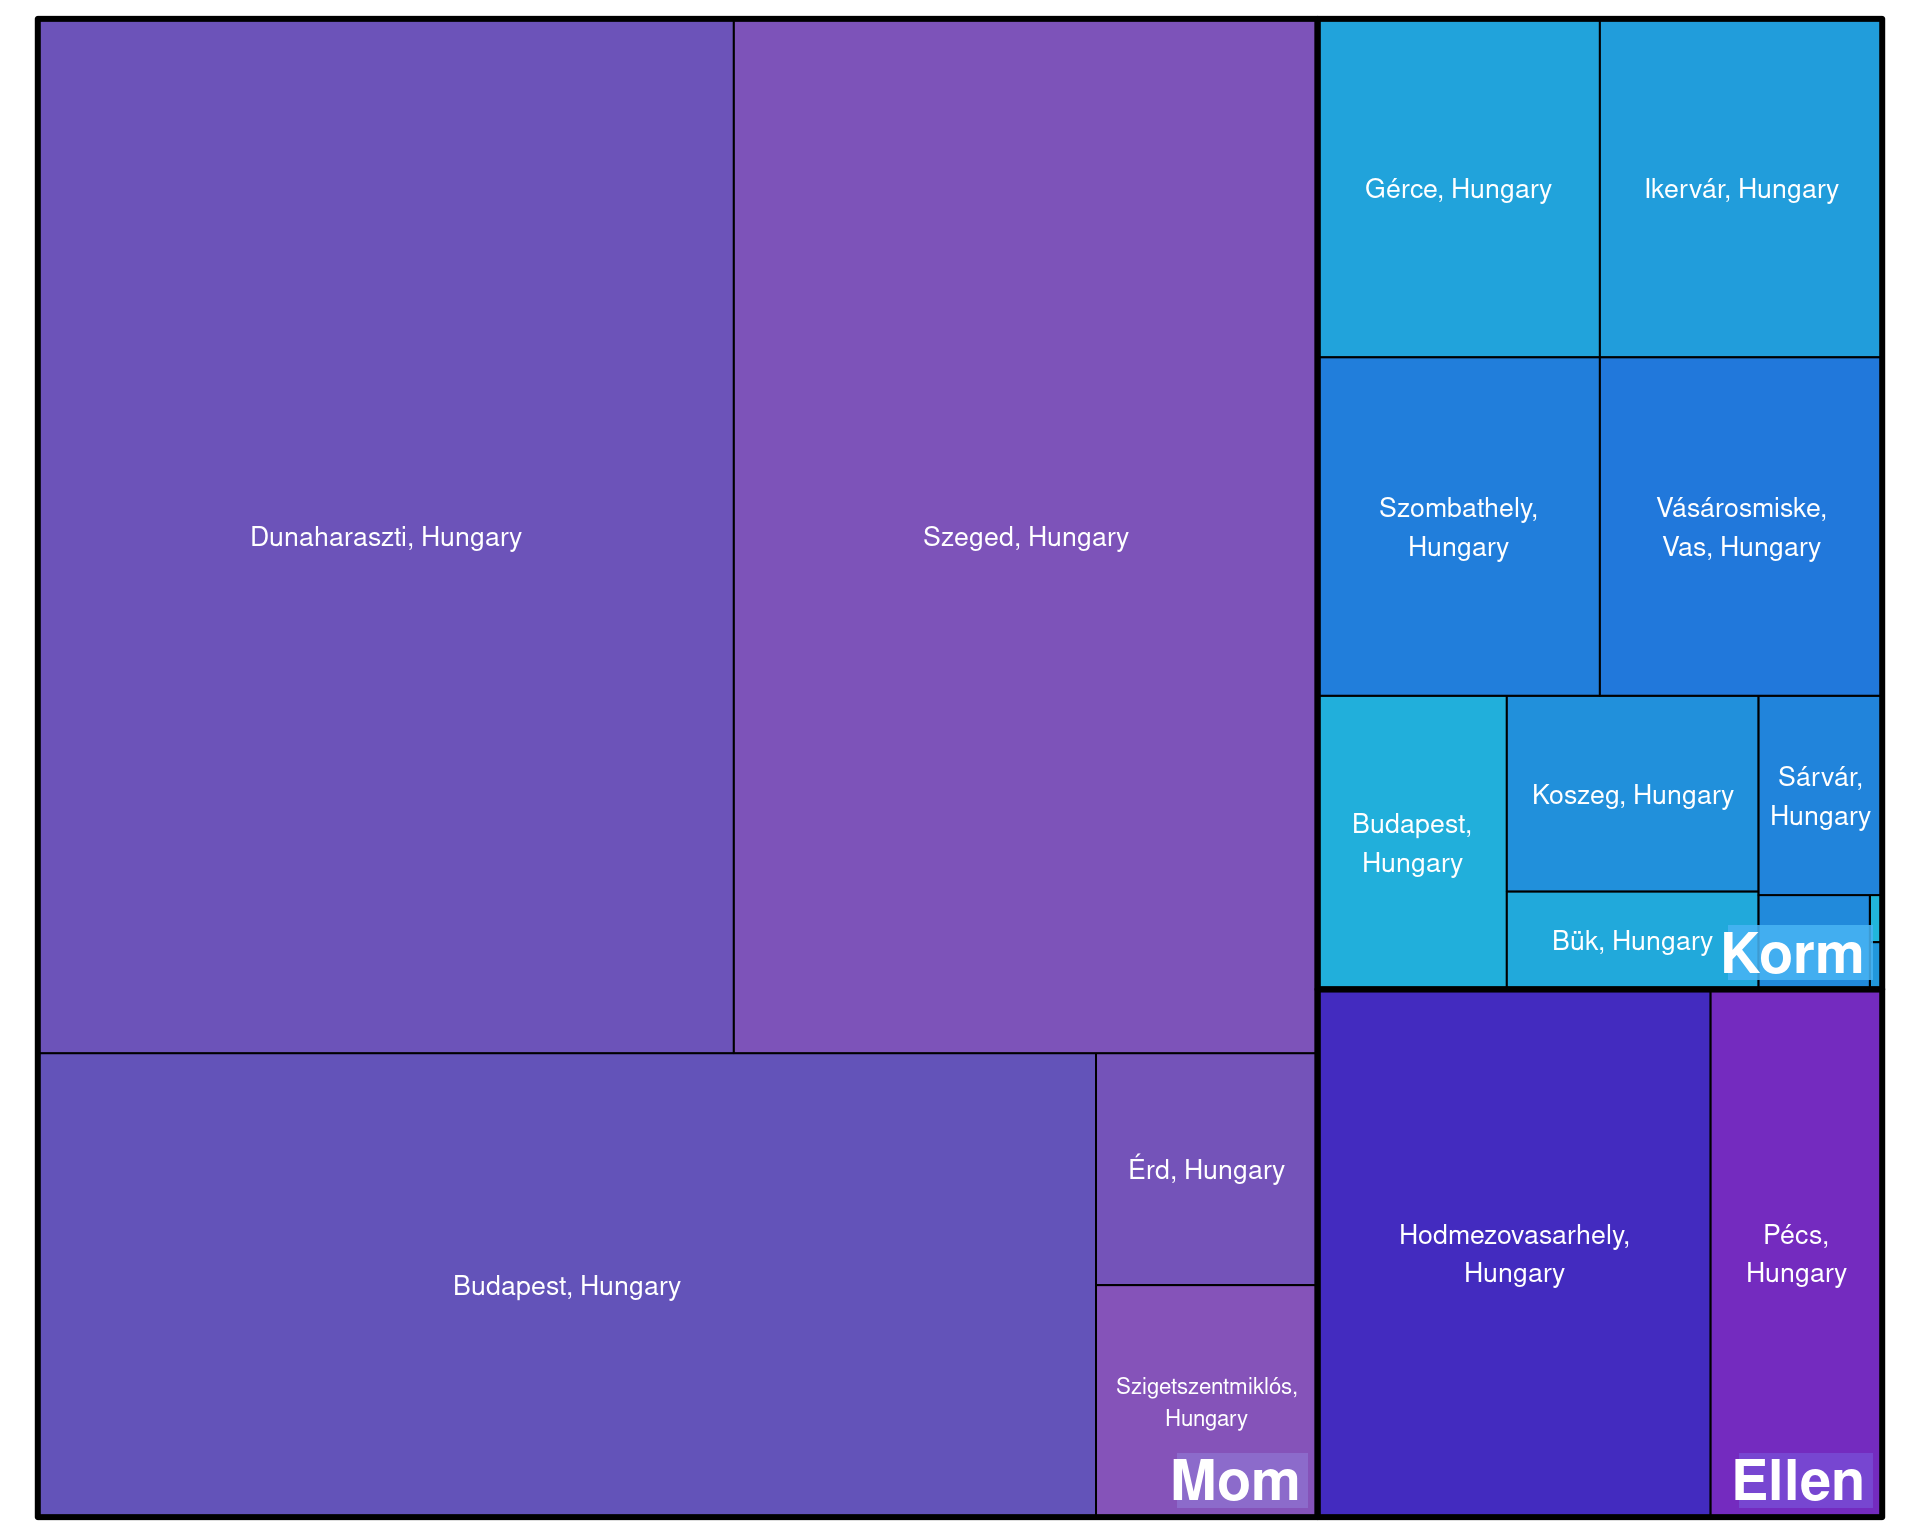 Dunaharaszti, Hungary
Szeged, Hungary
Budapest, Hungary
Érd, Hungary
Szigetszentmiklós,
Hungary
Mom
Gérce, Hungary
Ikervár, Hungary
Szombathely,
Hungary
Vásárosmiske,
Vas, Hungary
Budapest,
Hungary
Koszeg, Hungary
Sárvár,
Hungary
Bük, Hungary
Korm
Hodmezovasarhely,
Hungary
Pécs,
Hungary
Ellen